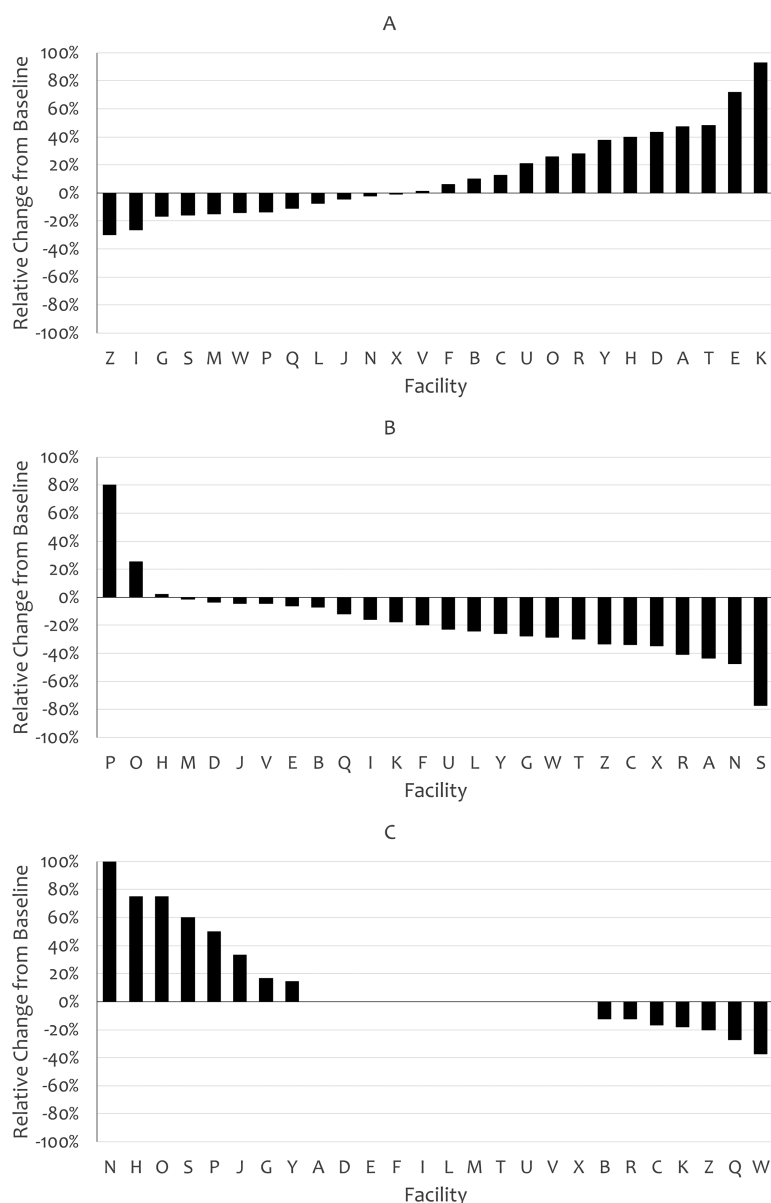 A
Relative Change from Baseline
100%
80%
60%
40%
20%
0%
-20%
-40%
-60%
-80%
-100%
Z I G S M W P Q L J N X V F B C U O R Y H D A T E K
Facility
B
Relative Change from Baseline
100%
80%
60%
40%
20%
0%
-20%
-40%
-60%
-80%
-100%
P O H M D J V E B Q I K F U L Y G W T Z C X R A N S
Facility
C
Relative Change from Baseline
100%
80%
60%
40%
20%
0%
-20%
-40%
-60%
-80%
-100%
N H O S P J G Y A D E F I L M T U V X B R C K Z Q W
Facility